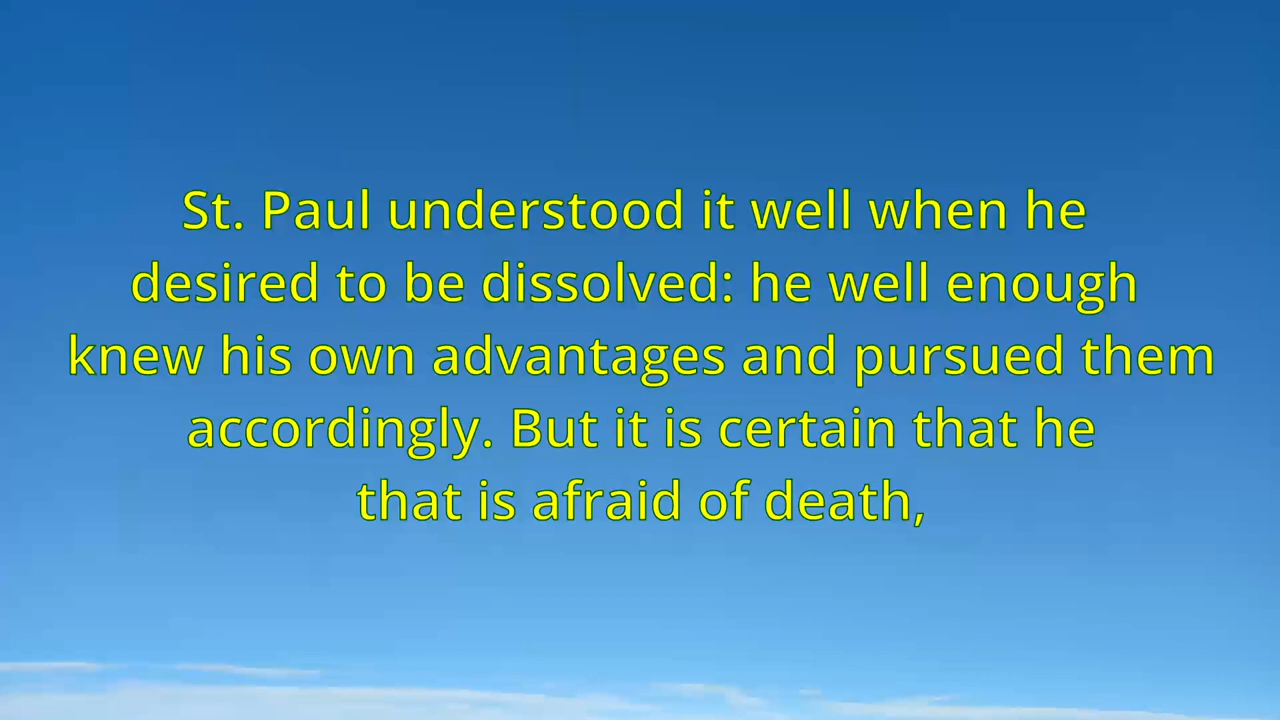 St. Paul understood it well when he
desired to be dissolved: he well enough
knew his own advantages and pursued them
accordingly. But it is certain that he
that is afraid of death,